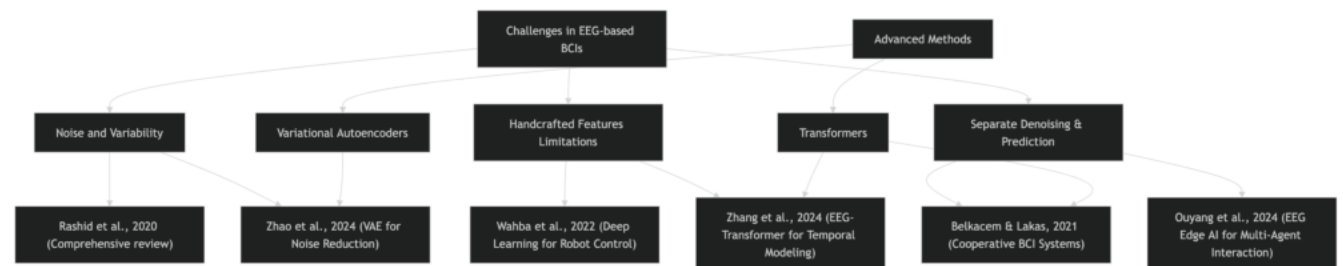 Challenges in EEG-based
BCIs
Advanced Methods
Noise and Variability
Variational Autoencoders
Handcrafted Features
Limitations
Transformers
Separate Denoising &
Prediction
Rashid et al., 2020
(Comprehensive review)
Zhao et al., 2024 (VAE for
Noise Reduction)
Wahba et al., 2022 (Deep
Learning for Robot Control)
Zhang et al., 2024 (EEG-
Transformer for Temporal
Modeling)
Belkacem & Lakas, 2021
(Cooperative BCI Systems)
Ouyang et al., 2024 (EEG
Edge AI for Multi-Agent
Interaction)